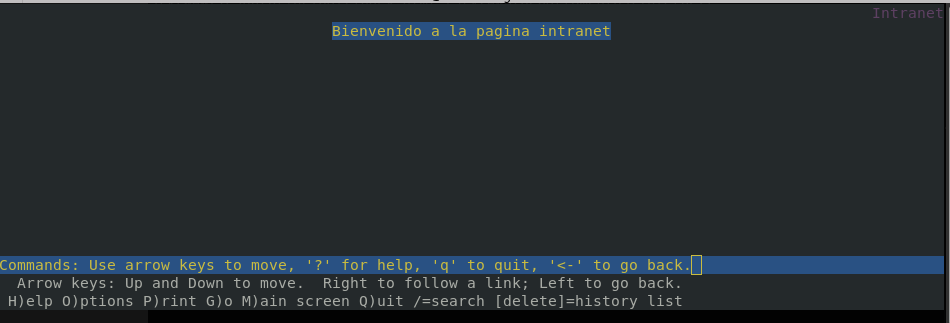 Intranet
Bienvenido a la pagina intranet
Commands: Use arrow keys to move, '?' for help, 'q' to quit, '<-' to go back.
Arrow keys: Up and Down to move.  Right to follow a link; Left to go back.
H)elp O)ptions P)rint G)o M)ain screen Q)uit /=search [delete]=history list